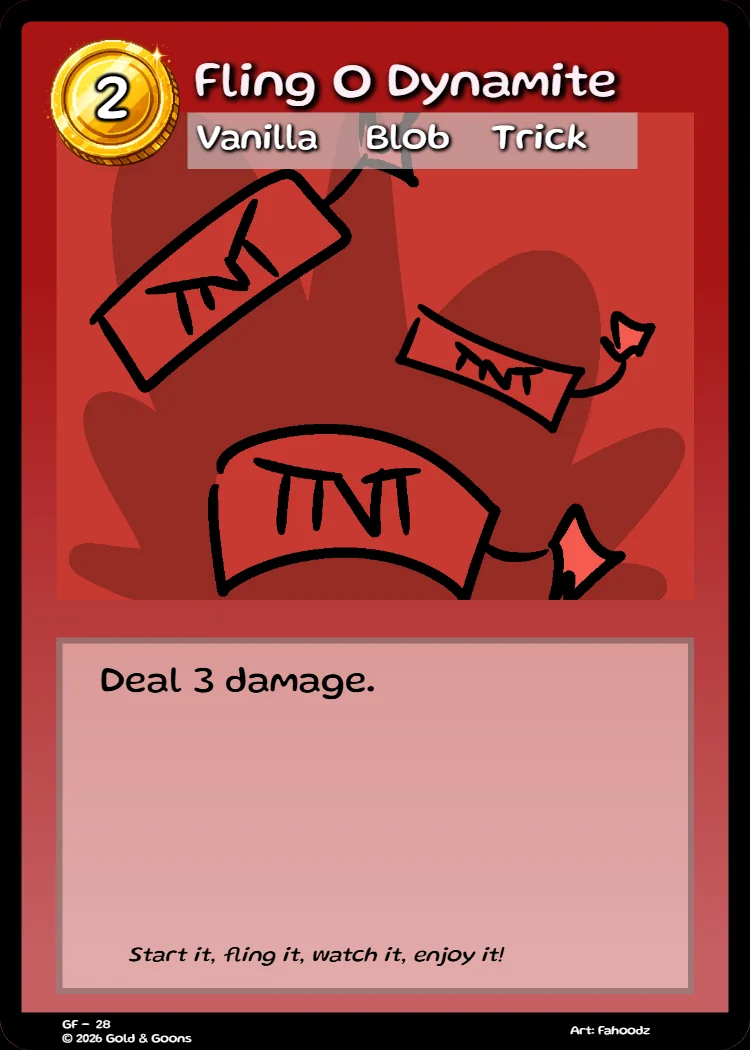 2
Fling O Dynamite
Vanilla Blob Trick
TNT
TNT
TNT
Deal 3 damage.
Start it, fling it, watch it, enjoy it!
GF - 28
© 2026 Gold & Goons
Art: Fahoodz